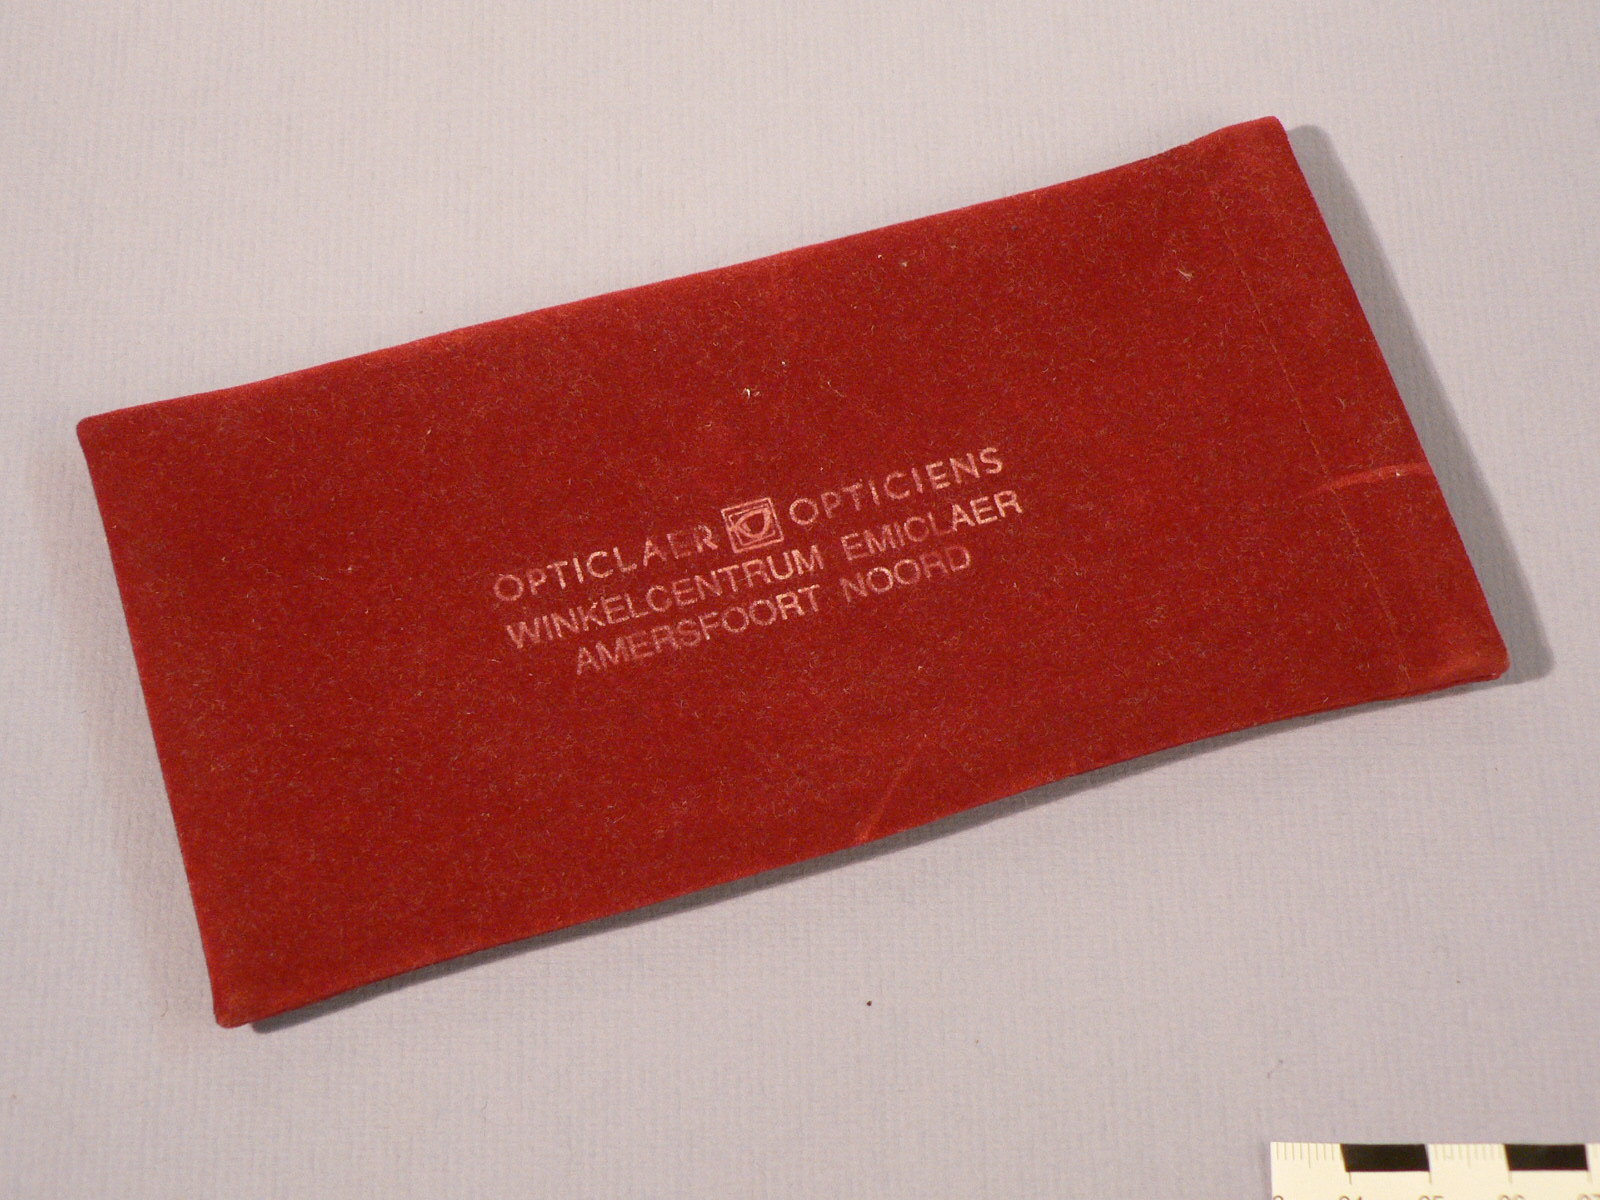 OPTICLAER OPTICIENS
WINKELCENTRUM EMICLAER
AMERSFOORT NOORD